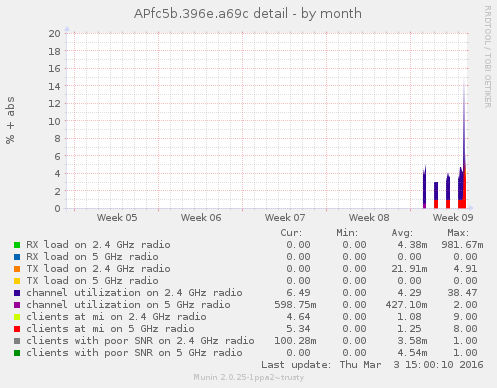 APfc5b.396e.a69c detail - by month
RRDTOOL / TOBI OETIKER
% + abs
20
18
16
14
12
10
8
6
4
2
0
Week 05 Week 06 Week 07 Week 08 Week 09
Cur: Min: Avg: Max:
RX load on 2.4 GHz radio 0.00 0.00 4.38m 981.67m
RX load on 5 GHz radio 0.00 0.00 0.00 0.00
TX load on 2.4 GHz radio 0.00 0.00 21.91m 4.91
TX load on 5 GHz radio 0.00 0.00 0.00 0.00
channel utilization on 2.4 GHz radio 6.49 0.00 4.29 38.47
channel utilization on 5 GHz radio 598.75m 0.00 427.10m 2.00
clients at mi on 2.4 GHz radio 4.64 0.00 1.08 9.00
clients at mi on 5 GHz radio 5.34 0.00 1.25 8.00
clients with poor SNR on 2.4 GHz radio 100.28m 0.00 3.58m 1.00
clients with poor SNR on 5 GHz radio 0.00 0.00 4.54m 1.00
Last update: Thu Mar 3 15:00:10 2016
Munin 2.0.25-1ppa2~trusty